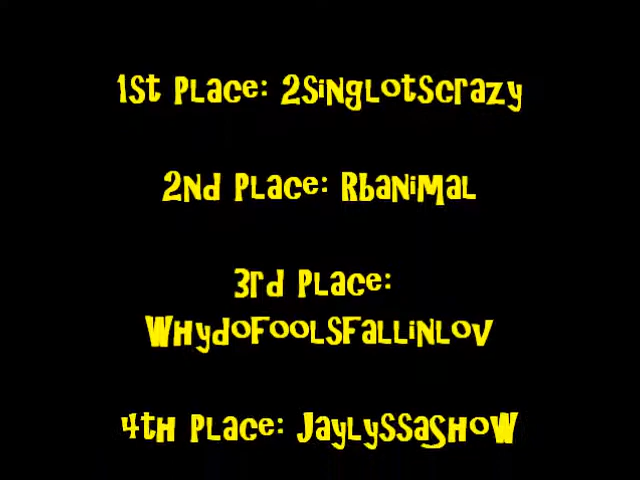 1st Place: 2SingLotsCrazy
2nd Place: RbaniMal
3rd Place:
WhydoFooLsFaLLinLov
4th Place: JayLyssaShoW